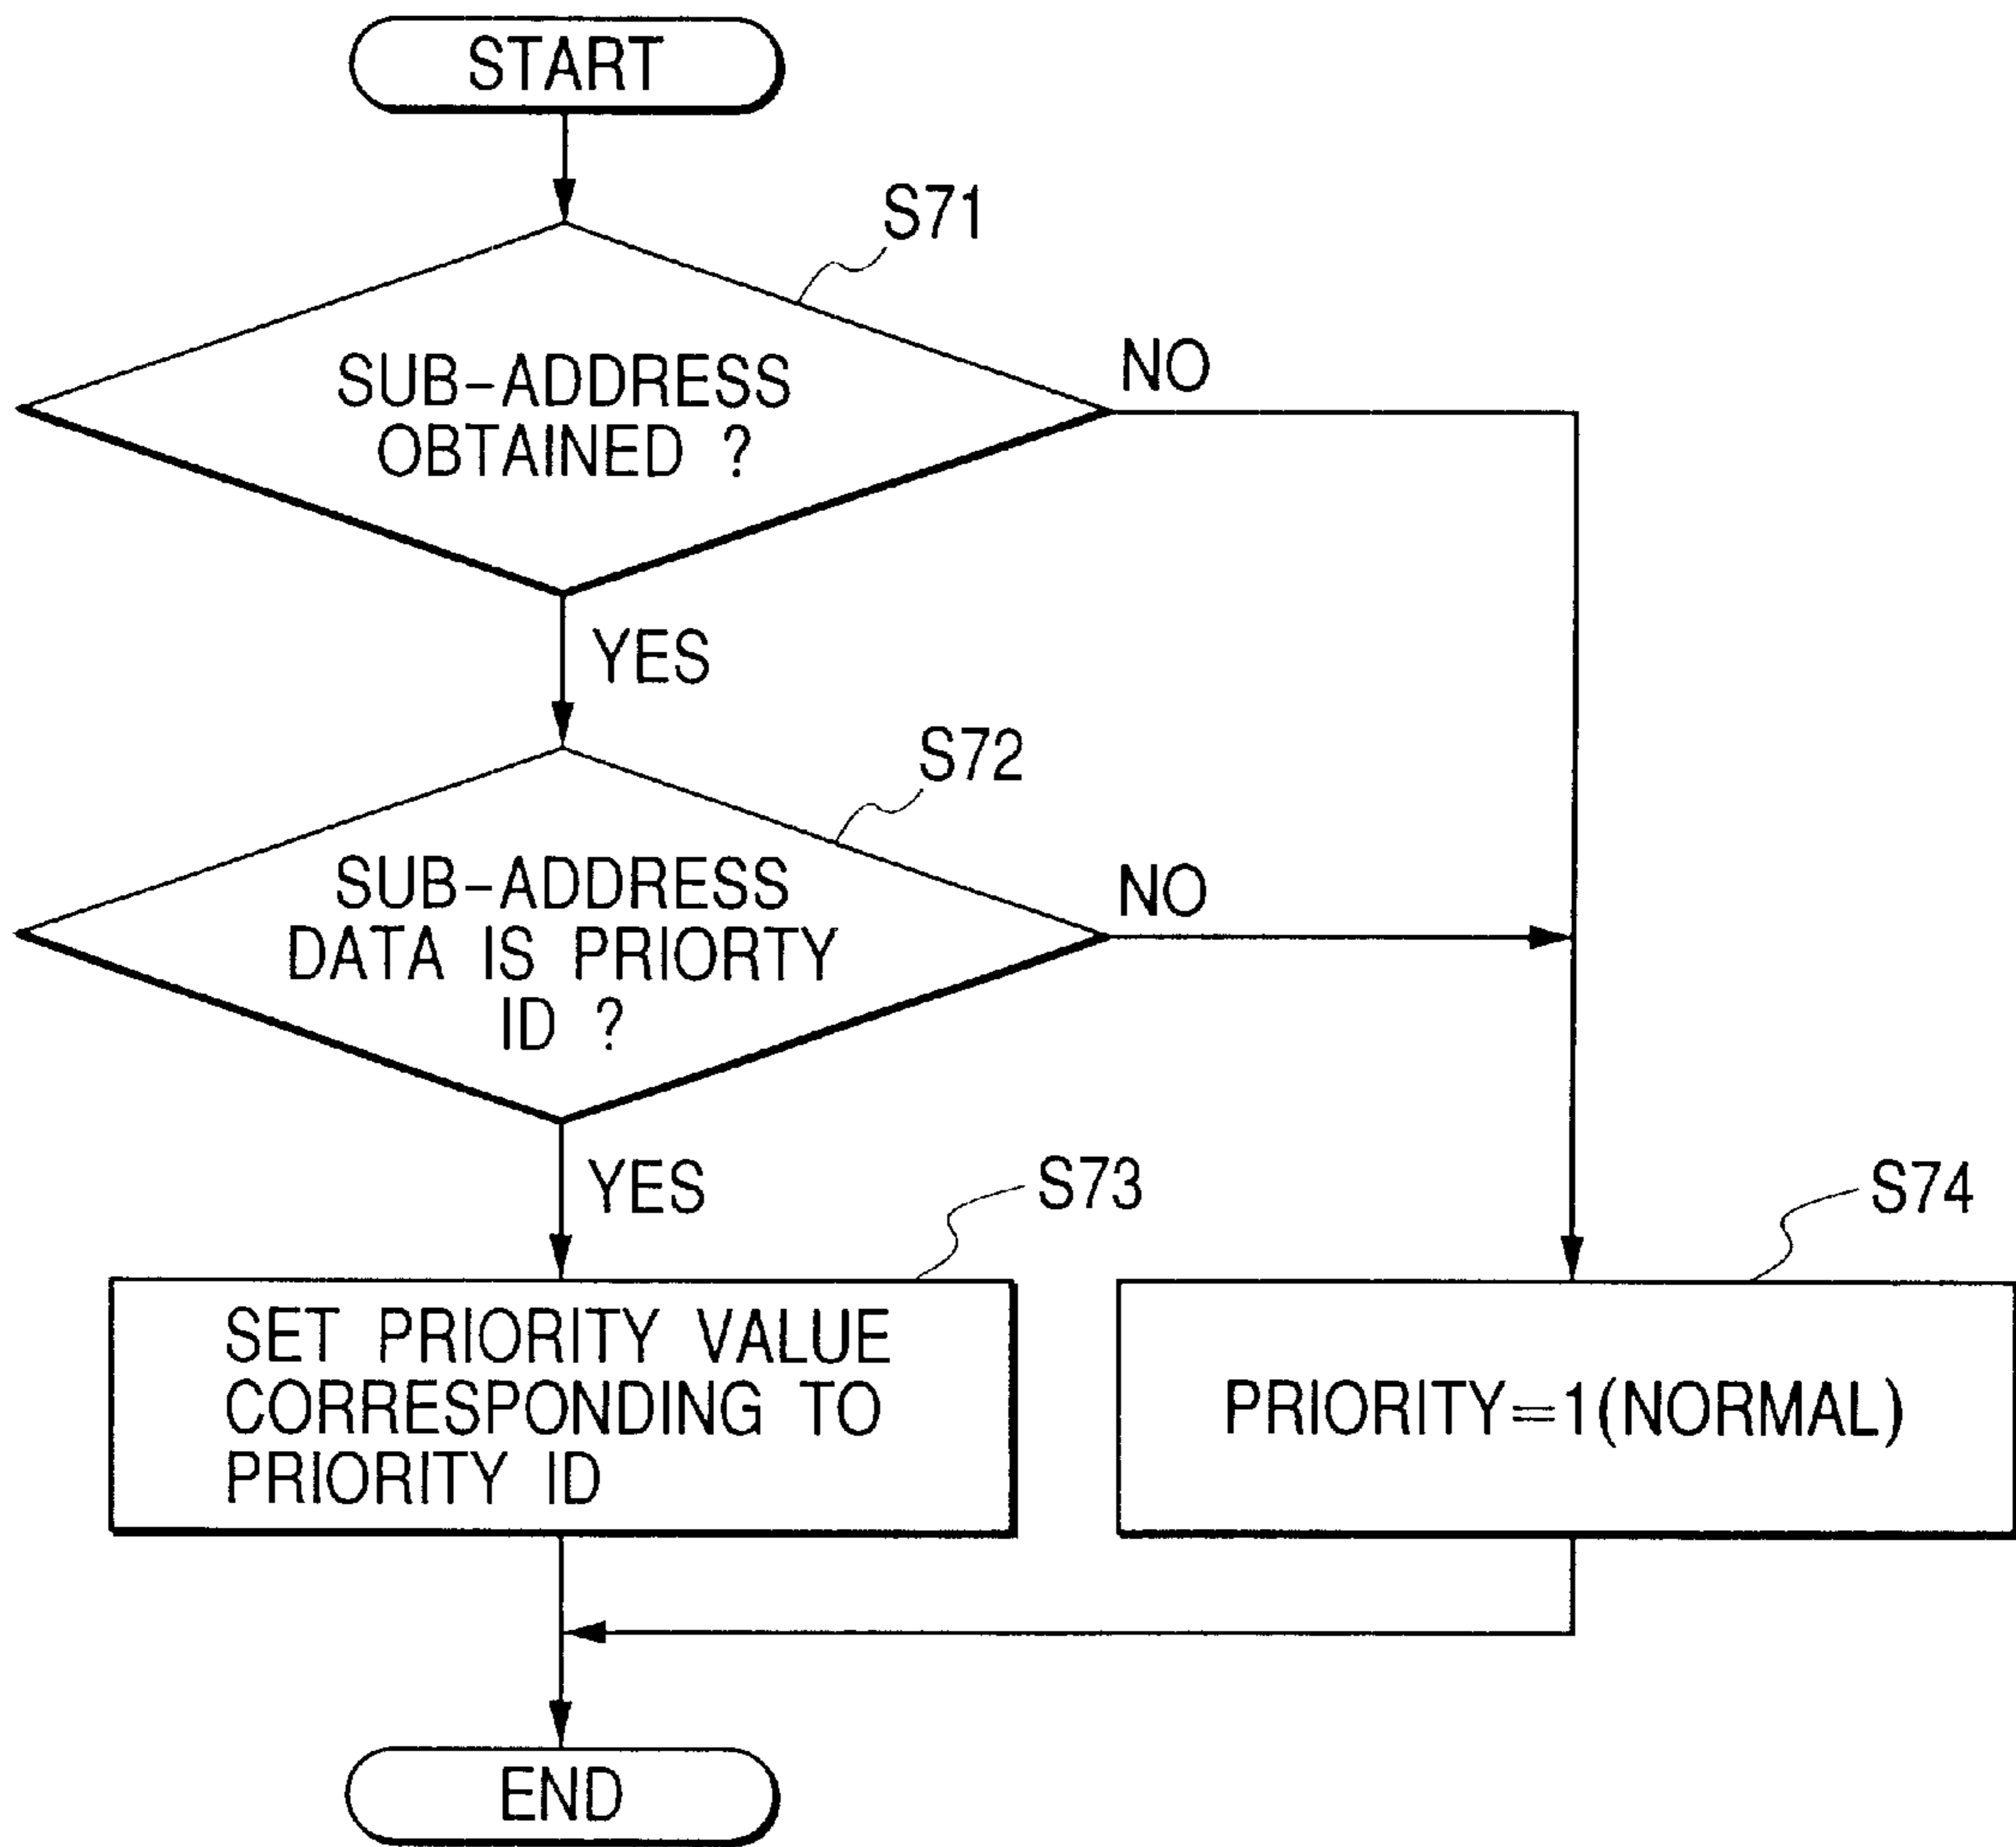 START
S71
SUB-ADDRESS
OBTAINED ?
NO
YES
S72
SUB-ADDRESS
DATA IS PRIORTY
ID ?
NO
YES
S73
SET PRIORITY VALUE
CORRESPONDING TO
PRIORITY ID
S74
PRIORITY=1(NORMAL)
END